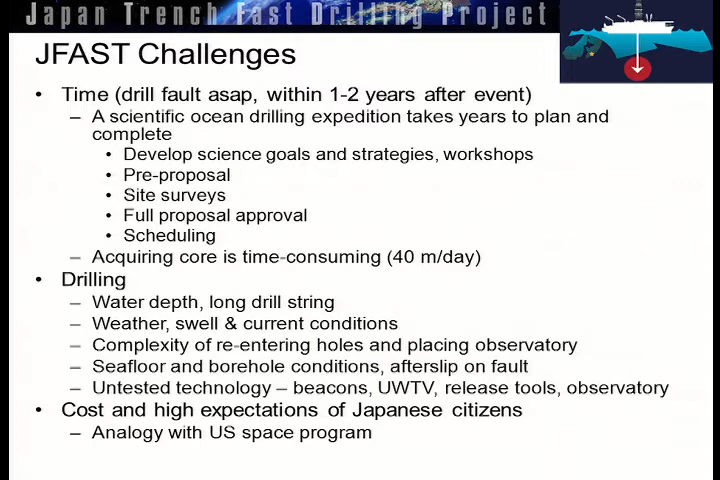 Japan Trench Fast Drilling Project
JFAST Challenges
• Time (drill fault asap, within 1-2 years after event)
– A scientific ocean drilling expedition takes years to plan and
complete
• Develop science goals and strategies, workshops
• Pre-proposal
• Site surveys
• Full proposal approval
• Scheduling
– Acquiring core is time-consuming (40 m/day)
• Drilling
– Water depth, long drill string
– Weather, swell & current conditions
– Complexity of re-entering holes and placing observatory
– Seafloor and borehole conditions, afterslip on fault
– Untested technology – beacons, UWTV, release tools, observatory
• Cost and high expectations of Japanese citizens
– Analogy with US space program